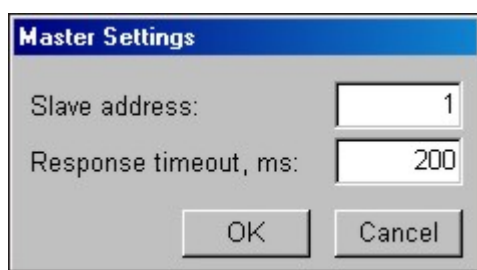 Master Settings
Slave address: 1
Response timeout, ms: 200
OK Cancel